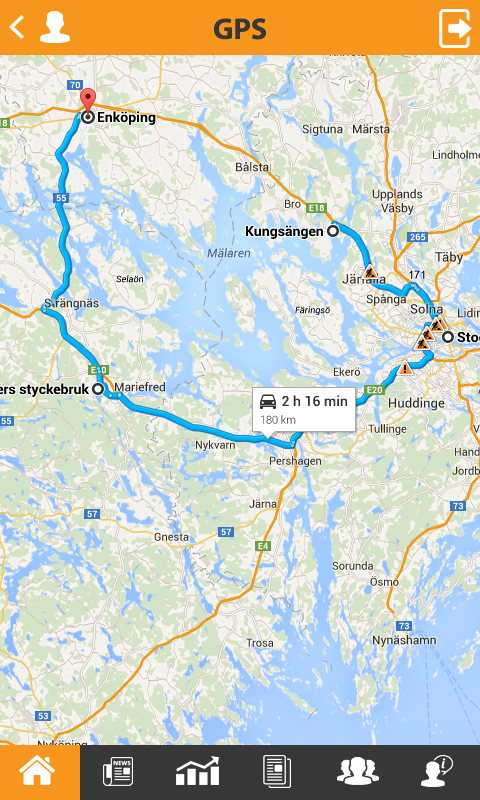 GPS
70
Enköping
18
Sigtuna
Märsta
Lindholme
Bålsta
55
Upplands
Väsby
Bro
E18
Kungsängen
265
Mälaren
Täby
Järfälla
171
Selaön
Spånga
Strängnäs
Färingsö
Solna
Lidin
Stoc
Ekerö
E20
ers styckebruk
Mariefred
E20
Huddinge
2 h 16 min
180 km
55
Tullinge
Nykvarn
Pershagen
Hand
Jordb
Järna
73
57
57
Gnesta
E4
Sorunda
Ösmo
73
Nynäshamn
Trosa
53
Nyköping
NEWS
i